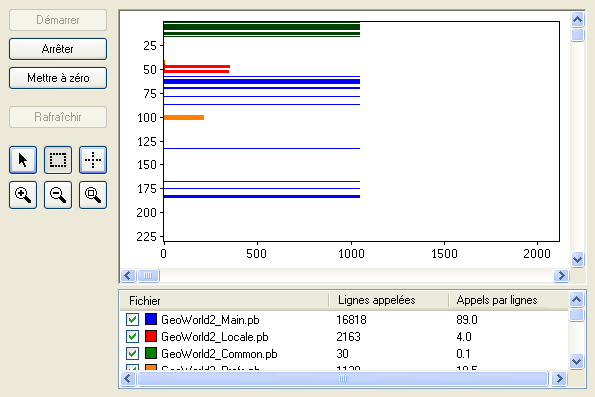 Démarrer
Arrêter
Mettre à zéro
Rafraîchir
25
50
75
100
125
150
175
200
225
0
500
1000
1500
2000
Fichier Lignes appelées Appels par lignes
GeoWorld2_Main.pb 16818 89.0
GeoWorld2_Locale.pb 2163 4.0
GeoWorld2_Common.pb 30 0.1